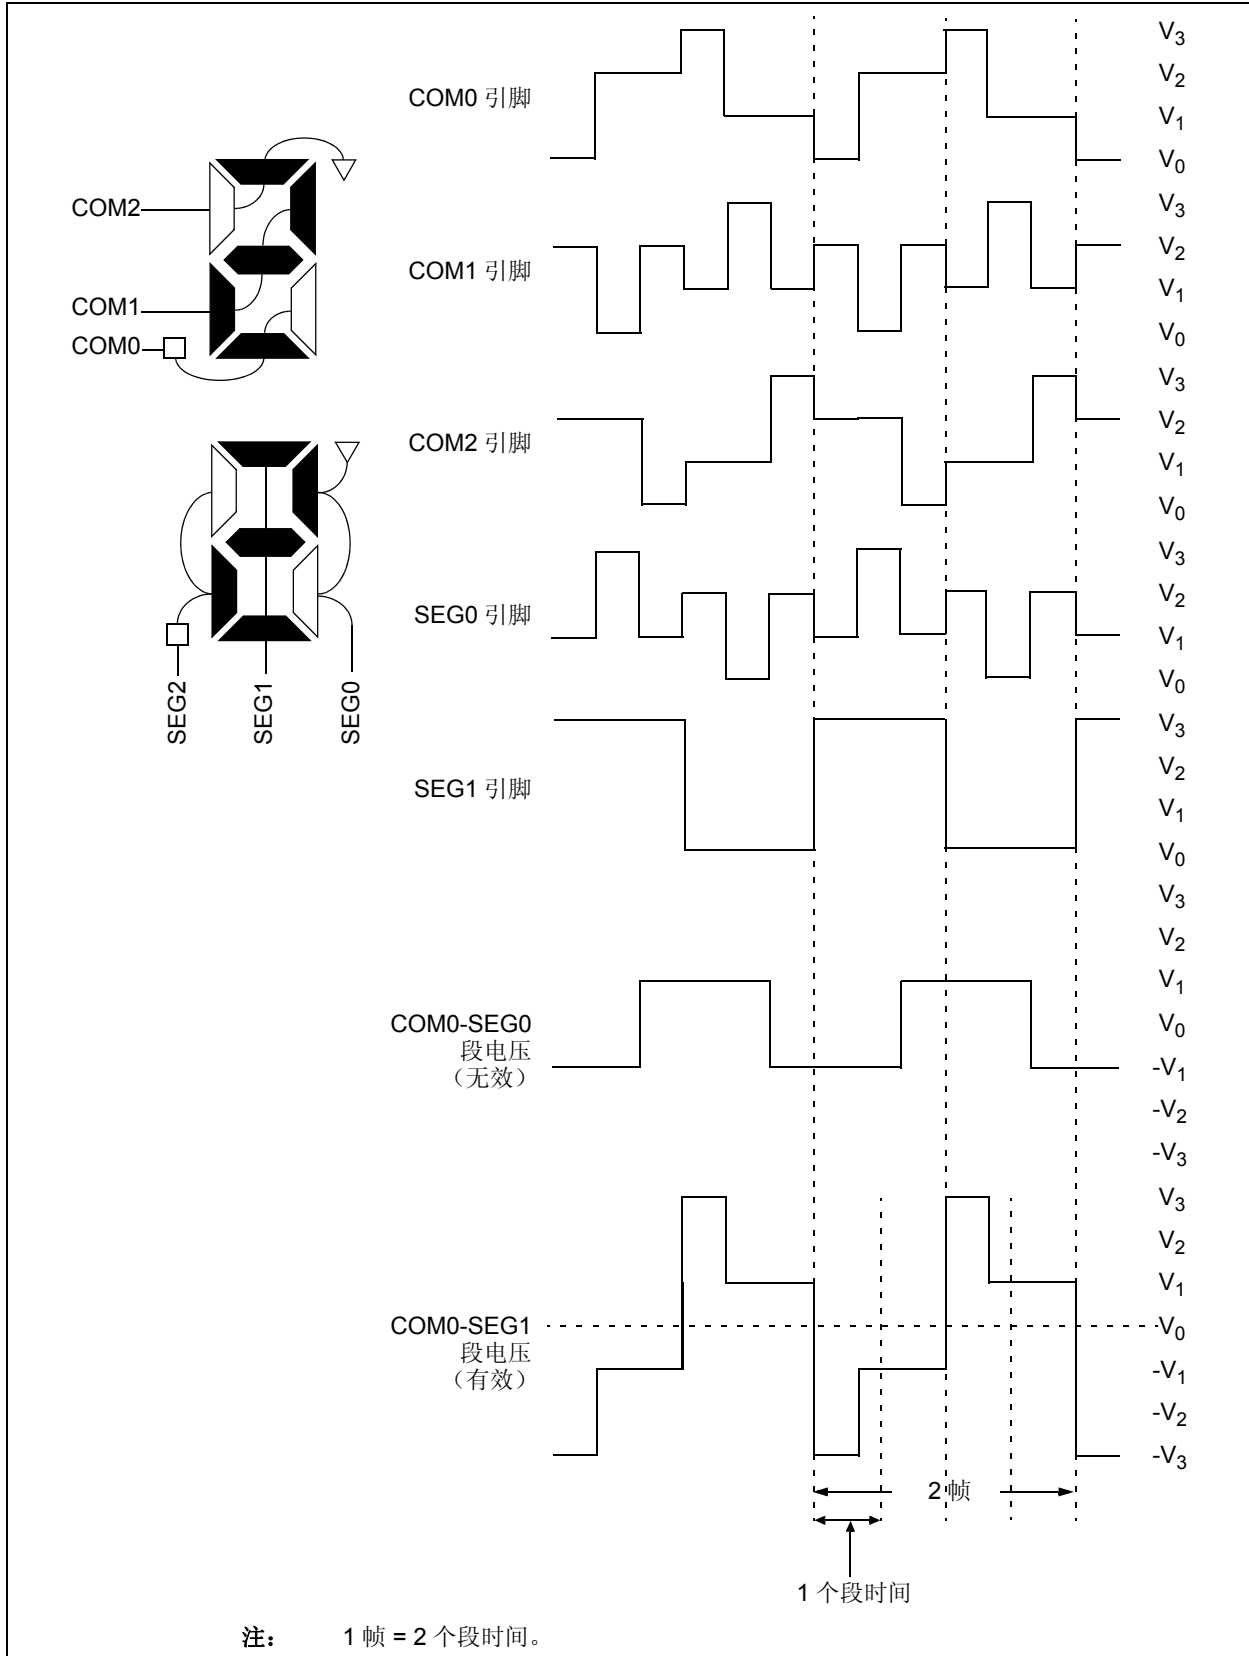 COM0 引脚
V3
V2
V1
V0
COM2
COM1
COM0
COM1 引脚
V3
V2
V1
V0
COM2 引脚
V3
V2
V1
V0
SEG2
SEG1
SEG0
SEG0 引脚
V3
V2
V1
V0
SEG1 引脚
V3
V2
V1
V0
COM0-SEG0
段电压
（无效）
V3
V2
V1
V0
-V1
-V2
-V3
COM0-SEG1
段电压
（有效）
V3
V2
V1
V0
-V1
-V2
-V3
2 帧
1 个段时间
注： 1 帧 = 2 个段时间。